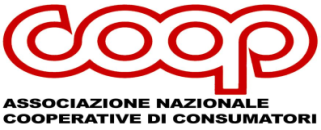 coop
ASSOCIAZIONE NAZIONALE
COOPERATIVE DI CONSUMATORI